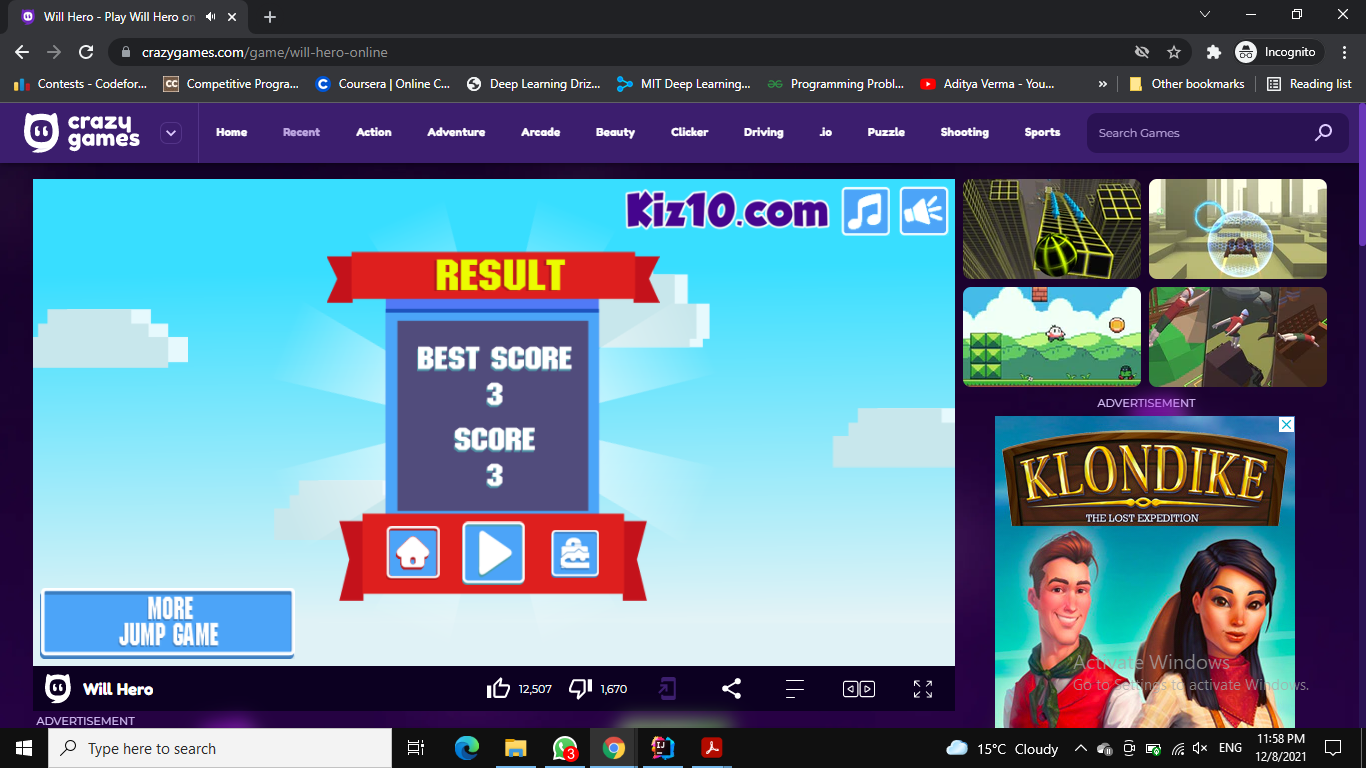 Will Hero - Play Will Hero on
crazygames.com/game/will-hero-online
Incognito
Contests - Codefor...
CC
Competitive Progra...
Coursera | Online C...
Deep Learning Driz...
MIT Deep Learning...
Programming Probl...
Aditya Verma - You...
»
Other bookmarks
Reading list
crazy
games
Home
Recent
Action
Adventure
Arcade
Beauty
Clicker
Driving
.io
Puzzle
Shooting
Sports
Search Games
Kiz10.com
RESULT
BEST SCORE
3
SCORE
3
MORE
JUMP GAME
ADVERTISEMENT
KLONDIKE
THE LOST EXPEDITION
Activate Windows
Go to Settings to activate Windows.
Will Hero
12,507
1,670
ADVERTISEMENT
Type here to search
3
15°C Cloudy
ENG
11:58 PM
12/8/2021